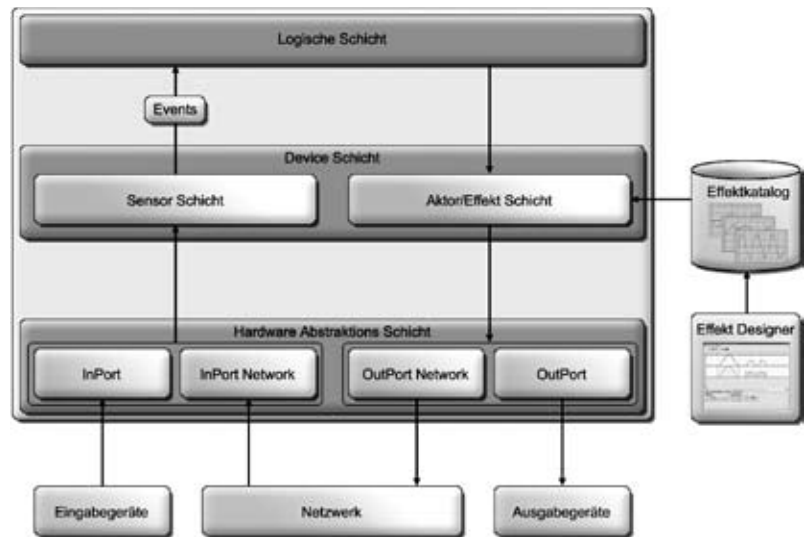 Logische Schicht
Events
Device Schicht
Sensor Schicht
Aktor/Effekt Schicht
Effektkatalog
Hardware Abstraktions Schicht
Effekt Designer
InPort
InPort Network
OutPort Network
OutPort
Eingabegeräte
Netzwerk
Ausgabegeräte